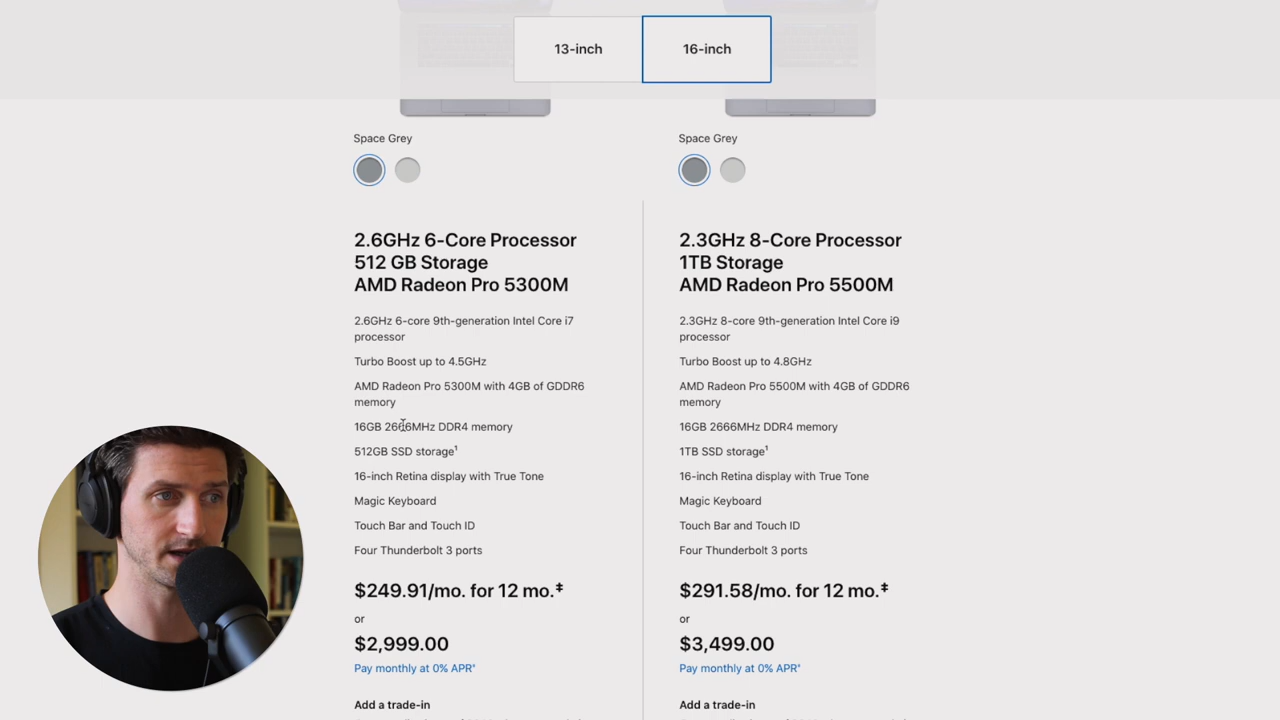 13-inch
16-inch
Space Grey
2.6GHz 6-Core Processor
512 GB Storage
AMD Radeon Pro 5300M
2.6GHz 6-core 9th-generation Intel Core i7
processor
Turbo Boost up to 4.5GHz
AMD Radeon Pro 5300M with 4GB of GDDR6
memory
16GB 2666MHz DDR4 memory
512GB SSD storage¹
16-inch Retina display with True Tone
Magic Keyboard
Touch Bar and Touch ID
Four Thunderbolt 3 ports
$249.91/mo. for 12 mo.‡
or
$2,999.00
Pay monthly at 0% APR*
Add a trade-in
Space Grey
2.3GHz 8-Core Processor
1TB Storage
AMD Radeon Pro 5500M
2.3GHz 8-core 9th-generation Intel Core i9
processor
Turbo Boost up to 4.8GHz
AMD Radeon Pro 5500M with 4GB of GDDR6
memory
16GB 2666MHz DDR4 memory
1TB SSD storage¹
16-inch Retina display with True Tone
Magic Keyboard
Touch Bar and Touch ID
Four Thunderbolt 3 ports
$291.58/mo. for 12 mo.‡
or
$3,499.00
Pay monthly at 0% APR*
Add a trade-in